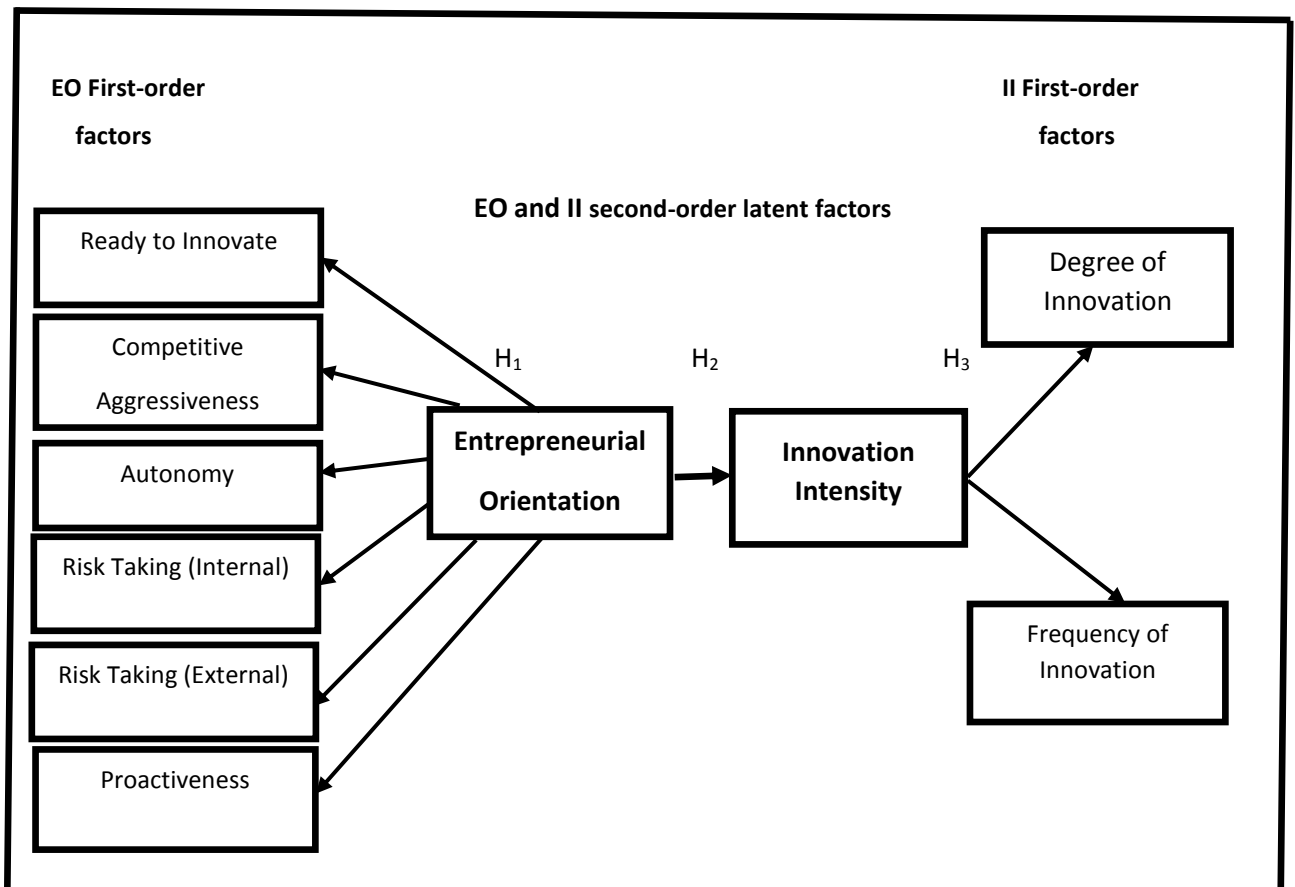 EO First-order
factors
II First-order
factors
EO and II second-order latent factors
Ready to Innovate
Competitive
Aggressiveness
Autonomy
Risk Taking (Internal)
Risk Taking (External)
Proactiveness
H₁
H₂
H₃
Entrepreneurial
Orientation
Innovation
Intensity
Degree of
Innovation
Frequency of
Innovation